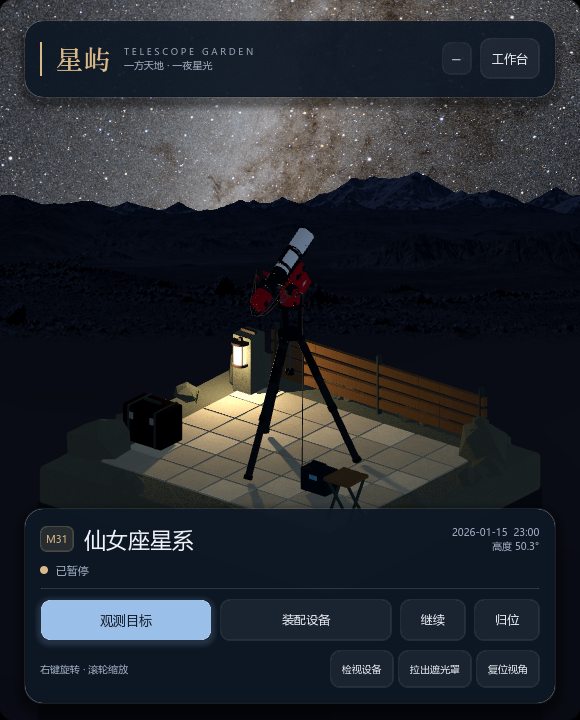 星屿
TELESCOPE GARDEN
一方天地 · 一夜星光
—
工作台
M31
仙女座星系
2026-01-15 23:00
高度 50.3°
已暂停
观测目标
装配设备
继续
归位
右键旋转 · 滚轮缩放
检视设备
拉出遮光罩
复位视角